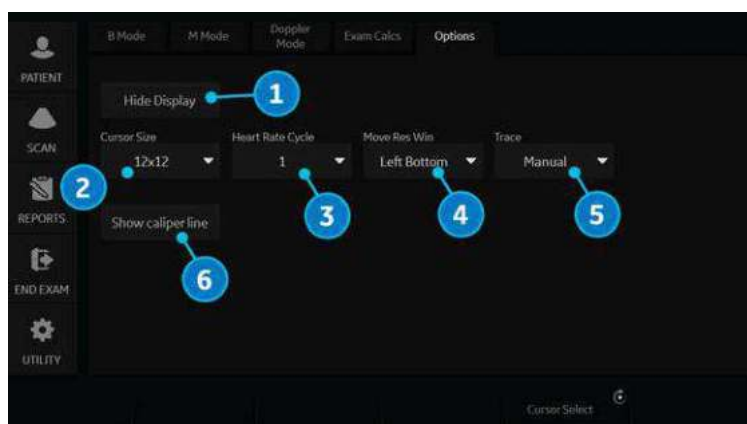 B Mode
M Mode
Doppler
Mode
Exam Calcs
Options
PATIENT
Hide Display
1
SCAN
Cursor Size
Heart Rate Cycle
Move Res Win
Trace
12x12
1
Left Bottom
Manual
2
3
4
5
REPORTS
Show caliper line
6
END EXAM
UTILITY
Cursor Select